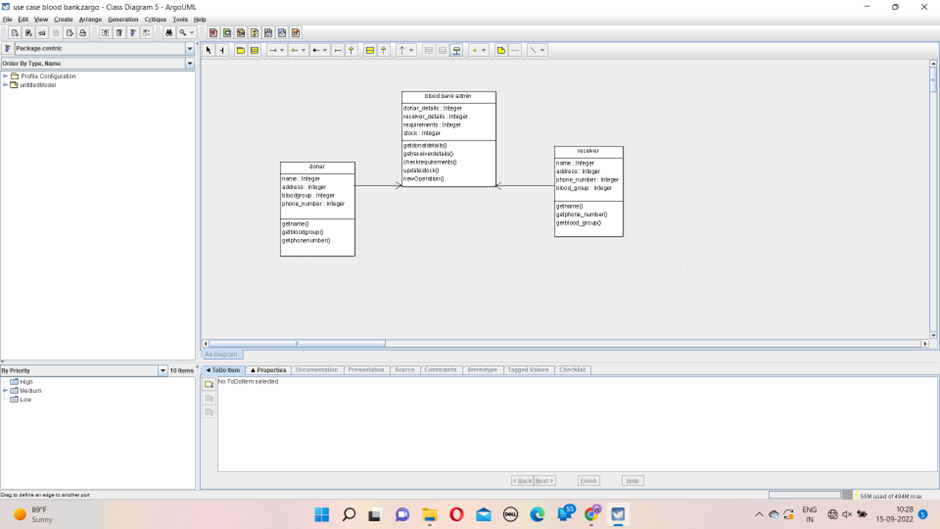 use case blood bank.zargo - Class Diagram 5 - ArgoUML
File Edit View Create Arrange Generation Critique Tools Help
Package-centric
Order By Type, Name
Profile Configuration
untitledModel
blood bank admin
donar_details : Integer
receiver_details : Integer
requirements : Integer
stock : Integer
getdonatdetails()
getreceiverdetails()
checkrequirements()
updatestock()
newOperation()
donar
name : Integer
address : Integer
bloodgroup : Integer
phone_number : Integer
getname()
getbloodgroup()
getphonenumber()
receiver
name : Integer
address : Integer
phone_number : Integer
blood_group : Integer
getname()
getphone_number()
gerblood_group()
As Diagram
By Priority 10 Items
High
Medium
Low
ToDo Item Properties Documentation Presentation Source Constraints Stereotype Tagged Values Checklist
No ToDoItem selected
< Back Next > Finish Help
Drag to define an edge to another port
55M used of 494M max
89°F
Sunny
DELL
55
ENG
IN
10:28
15-09-2022
5